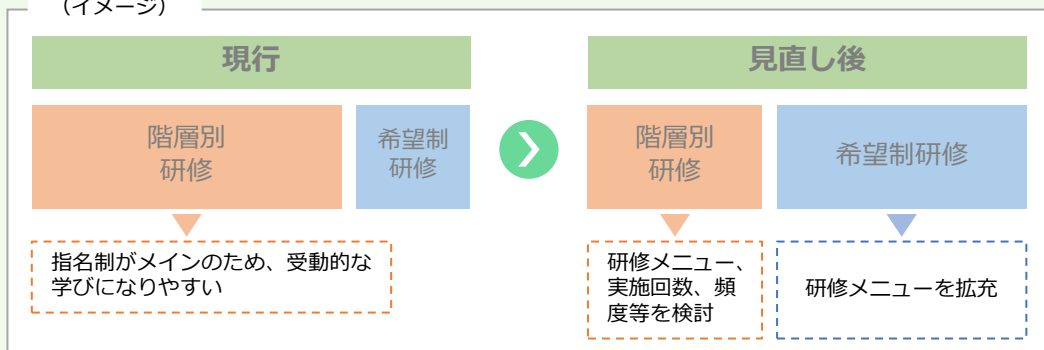 （イメージ）
現行
見直し後
階層別
研修
希望制
研修
階層別
研修
希望制研修
指名制がメインのため、受動的な
学びになりやすい
研修メニュー、
実施回数、頻
度等を検討
研修メニューを拡充